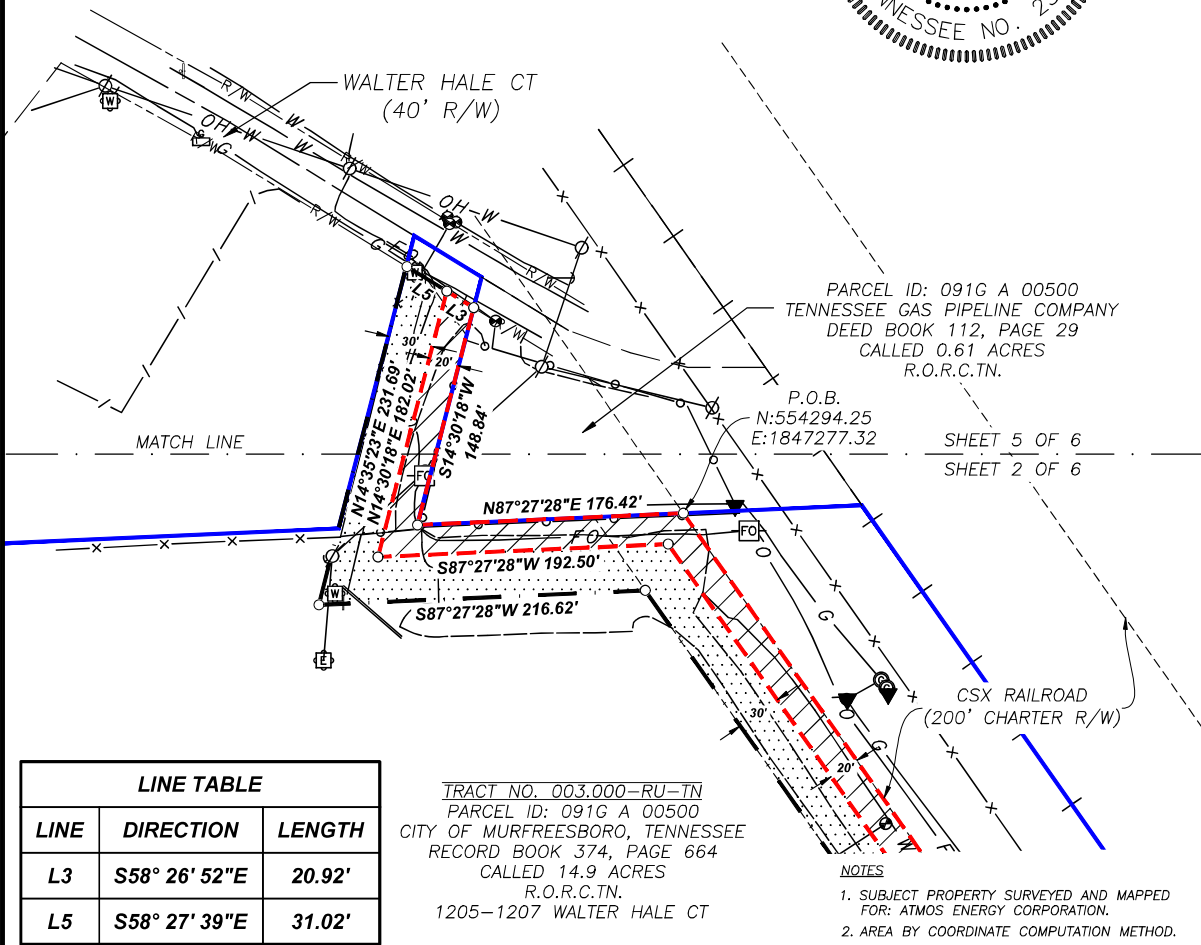 NNESSEE NO. 25
WALTER HALE CT
(40' R/W)
R/W
W
OH-W
W
G
R/W
OH-W
W
G
R/W
R/W
R/W
G
OH-W
W
R/W
W
L5
L3
R/W
30'
20'
PARCEL ID: 091G A 00500
TENNESSEE GAS PIPELINE COMPANY
DEED BOOK 112, PAGE 29
CALLED 0.61 ACRES
R.O.R.C.TN.
P.O.B.
N:554294.25
E:1847277.32
MATCH LINE
SHEET 5 OF 6
SHEET 2 OF 6
N14°35'23"E 231.69'
N14°30'18"E 182.02'
S14°30'18"W
148.84'
FO
N87°27'28"E 176.42'
FO
FO
S87°27'28"W 192.50'
S87°27'28"W 216.62'
W
E
O
G
30'
20'
O
G
G
W
F
CSX RAILROAD
(200' CHARTER R/W)
LINE TABLE
LINE DIRECTION LENGTH
L3 S58° 26' 52"E 20.92'
L5 S58° 27' 39"E 31.02'
TRACT NO. 003.000-RU-TN
PARCEL ID: 091G A 00500
CITY OF MURFREESBORO, TENNESSEE
RECORD BOOK 374, PAGE 664
CALLED 14.9 ACRES
R.O.R.C.TN.
1205-1207 WALTER HALE CT
NOTES
1. SUBJECT PROPERTY SURVEYED AND MAPPED
FOR: ATMOS ENERGY CORPORATION.
2. AREA BY COORDINATE COMPUTATION METHOD.